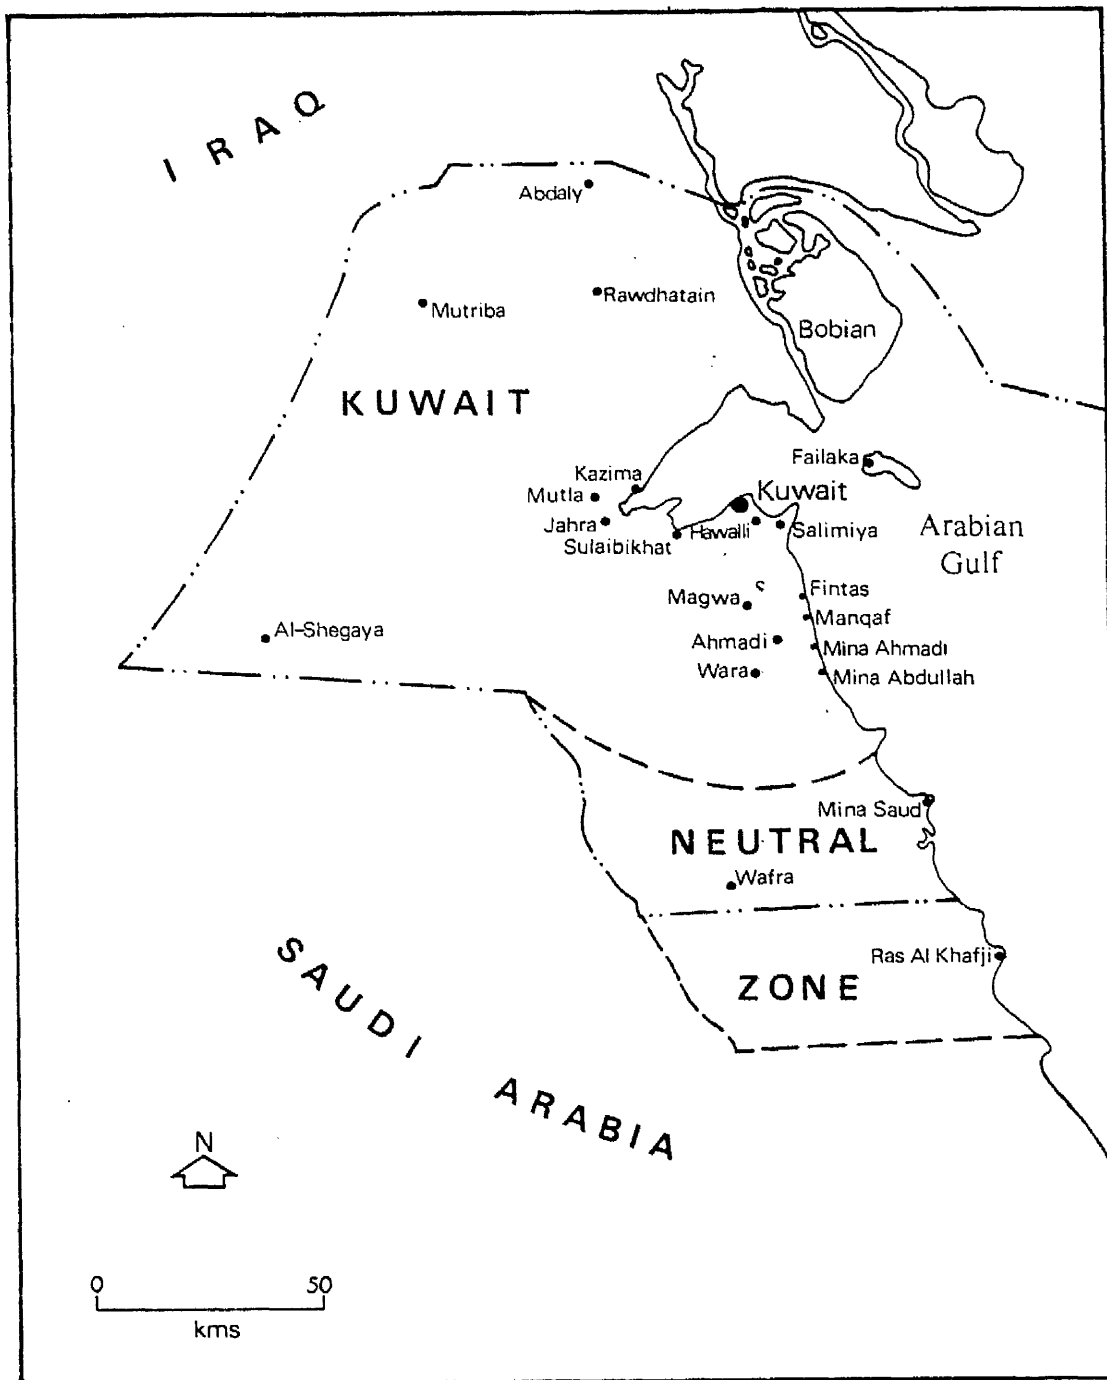 IRAQ
Abdaly
Rawdhatain
Mutriba
Bobian
KUWAIT
Failaka
Kazima
Kuwait
Mutla
Jahra
Hawalli
Salimiya
Arabian
Gulf
Sulaibikhat
S
Magwa
Fintas
Manqaf
Al-Shegaya
Ahmadi
Mina Ahmadi
Wara
Mina Abdullah
Mina Saud
NEUTRAL
Wafra
Ras Al Khafji
ZONE
SAUDI ARABIA
N
0 50
kms